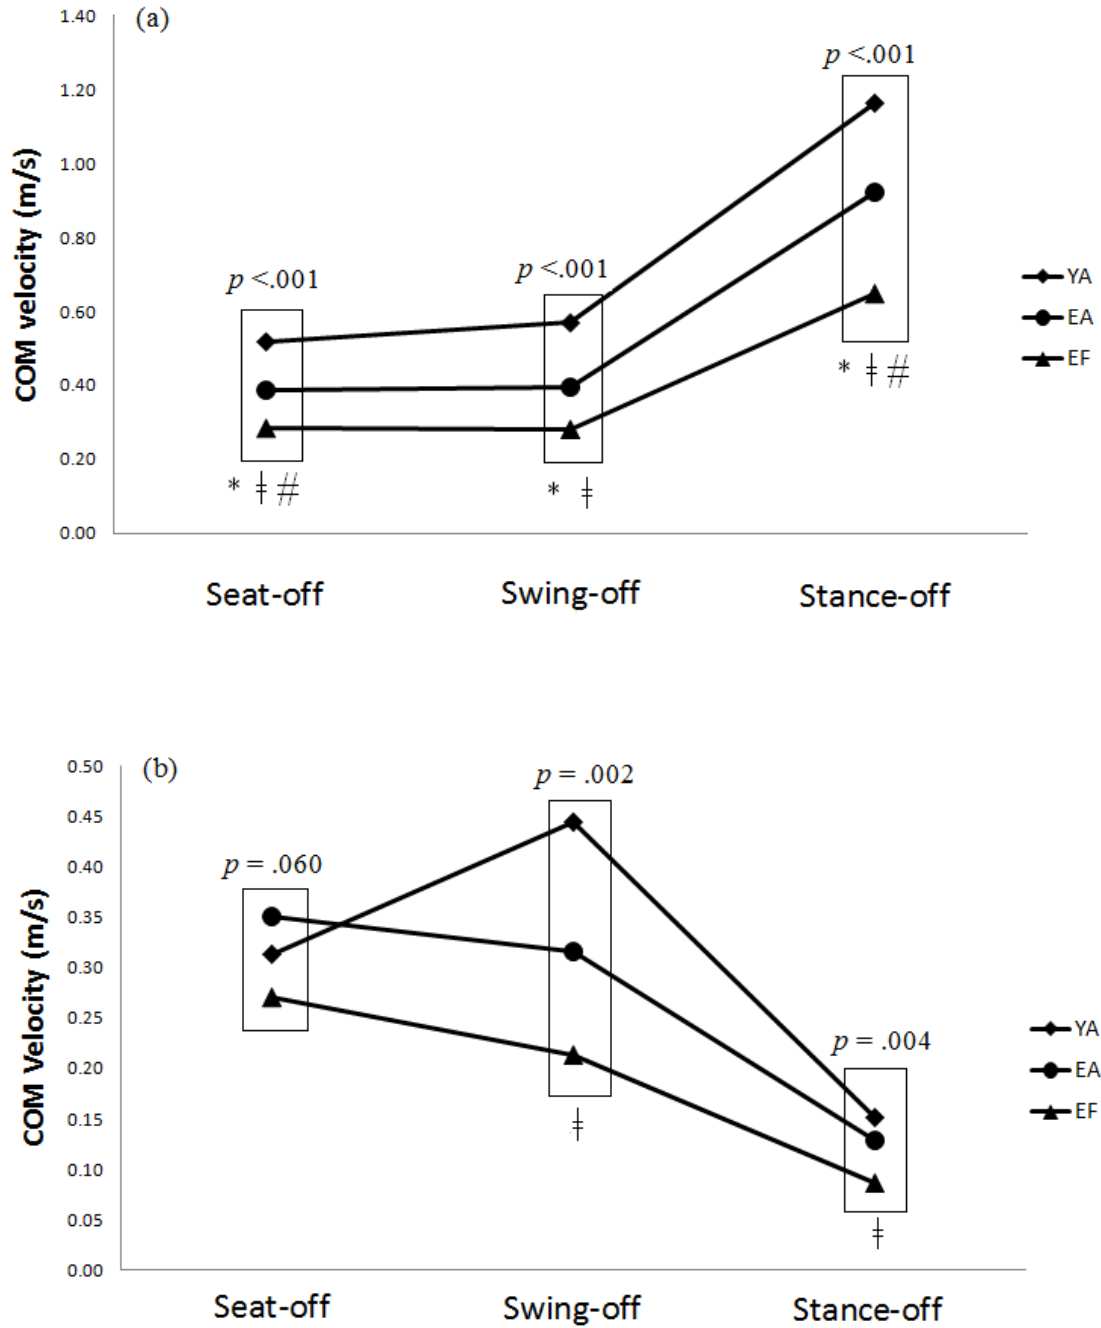 (a)
1.40
1.20
1.00
0.80
0.60
0.40
0.20
0.00
COM velocity (m/s)
p <.001
p <.001
p <.001
* ǂ #
* ǂ
* ǂ #
YA
EA
EF
Seat-off
Swing-off
Stance-off
(b)
0.50
0.45
0.40
0.35
0.30
0.25
0.20
0.15
0.10
0.05
0.00
COM Velocity (m/s)
p = .060
p = .002
p = .004
ǂ
ǂ
YA
EA
EF
Seat-off
Swing-off
Stance-off